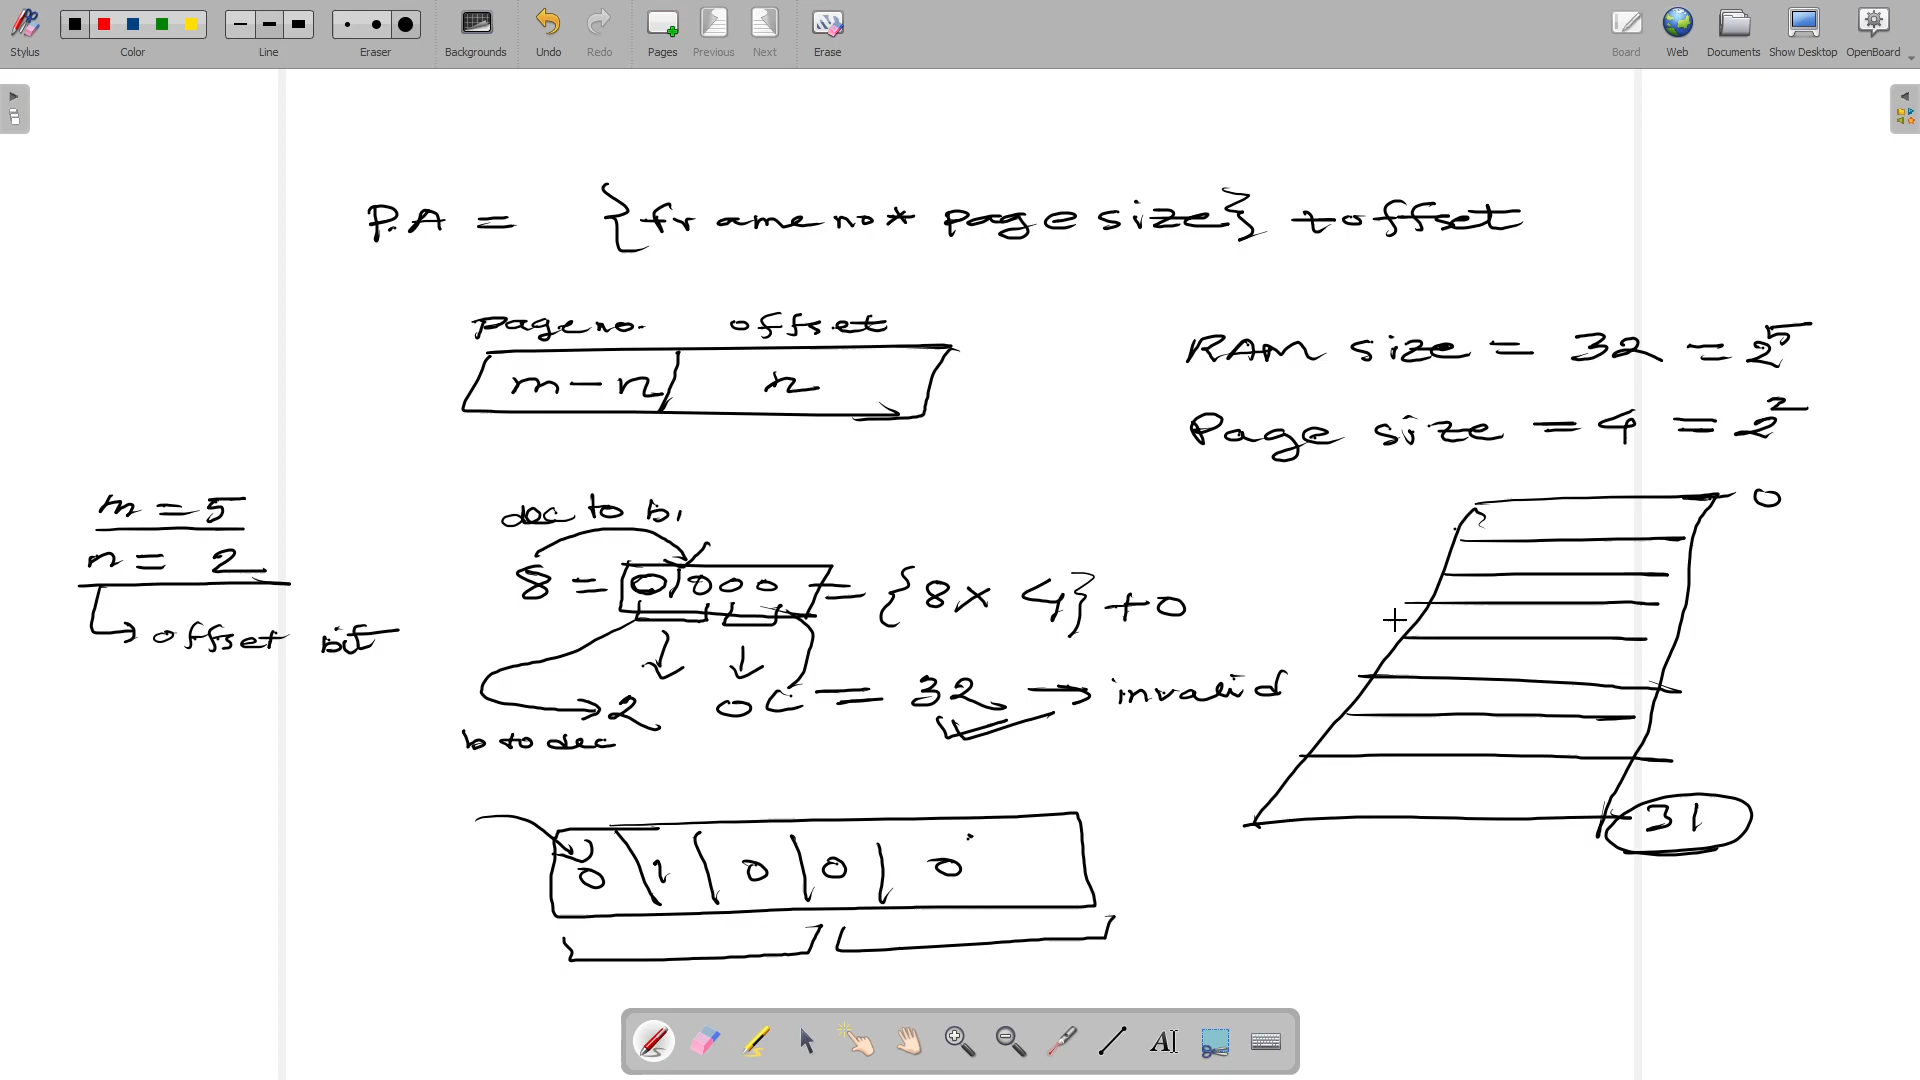 Stylus Color Line Eraser Backgrounds Undo Redo Pages Previous Next Erase Board Web Documents Show Desktop OpenBoard
P.A = {frame no * page size} + offset
page no. offset
m - n n
RAM size = 32 = 2^5
Page size = 4 = 2^2
m = 5
n = 2
offset bit
dec to bi
8 = 01000 = {8 x 4} + 0
2 0 = 32 → invalid
b to dec
0
31
0 1 0 0 0